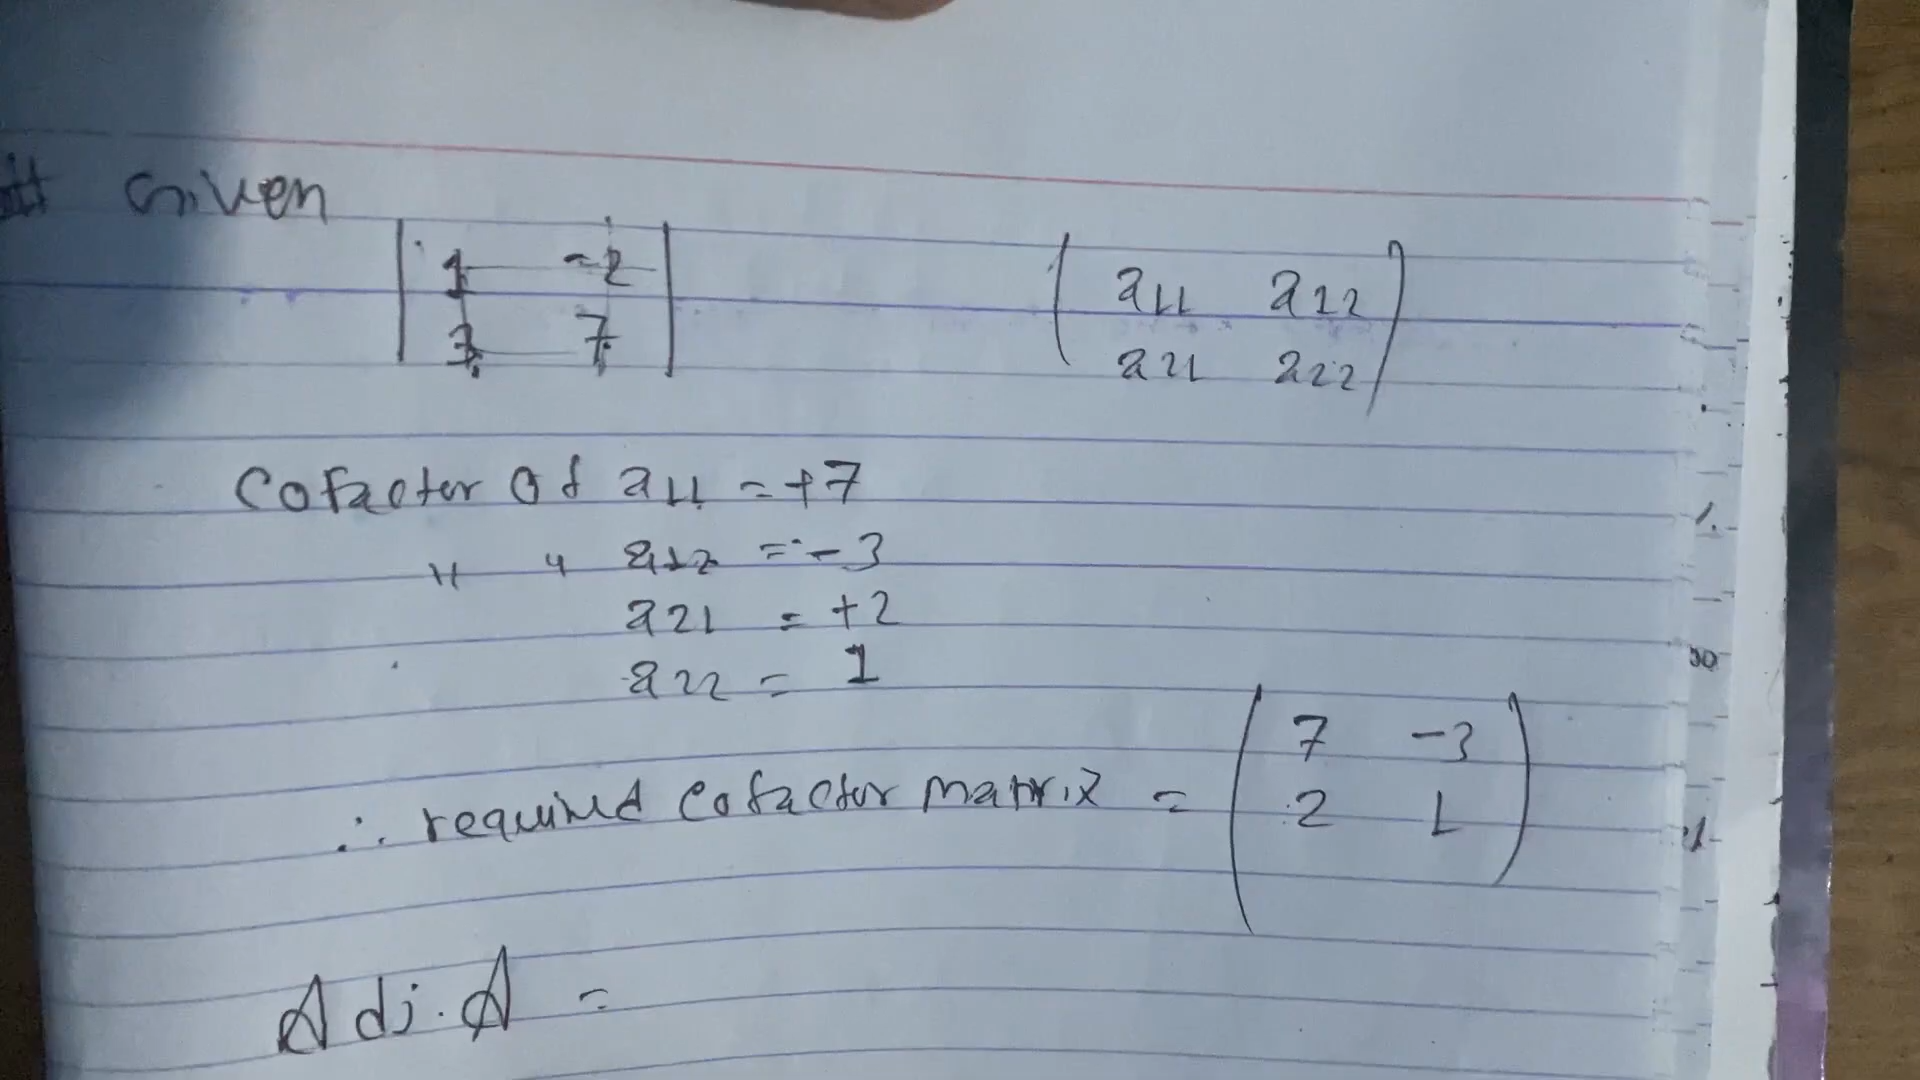 Given
1 -2
3 7
a11 a22
a21 a22
Cofactor of a11 = +7
" " a12 = -3
a21 = +2
a22 = 1
∴ required cofactor matrix = 7 -3
2 1
Adj. A =